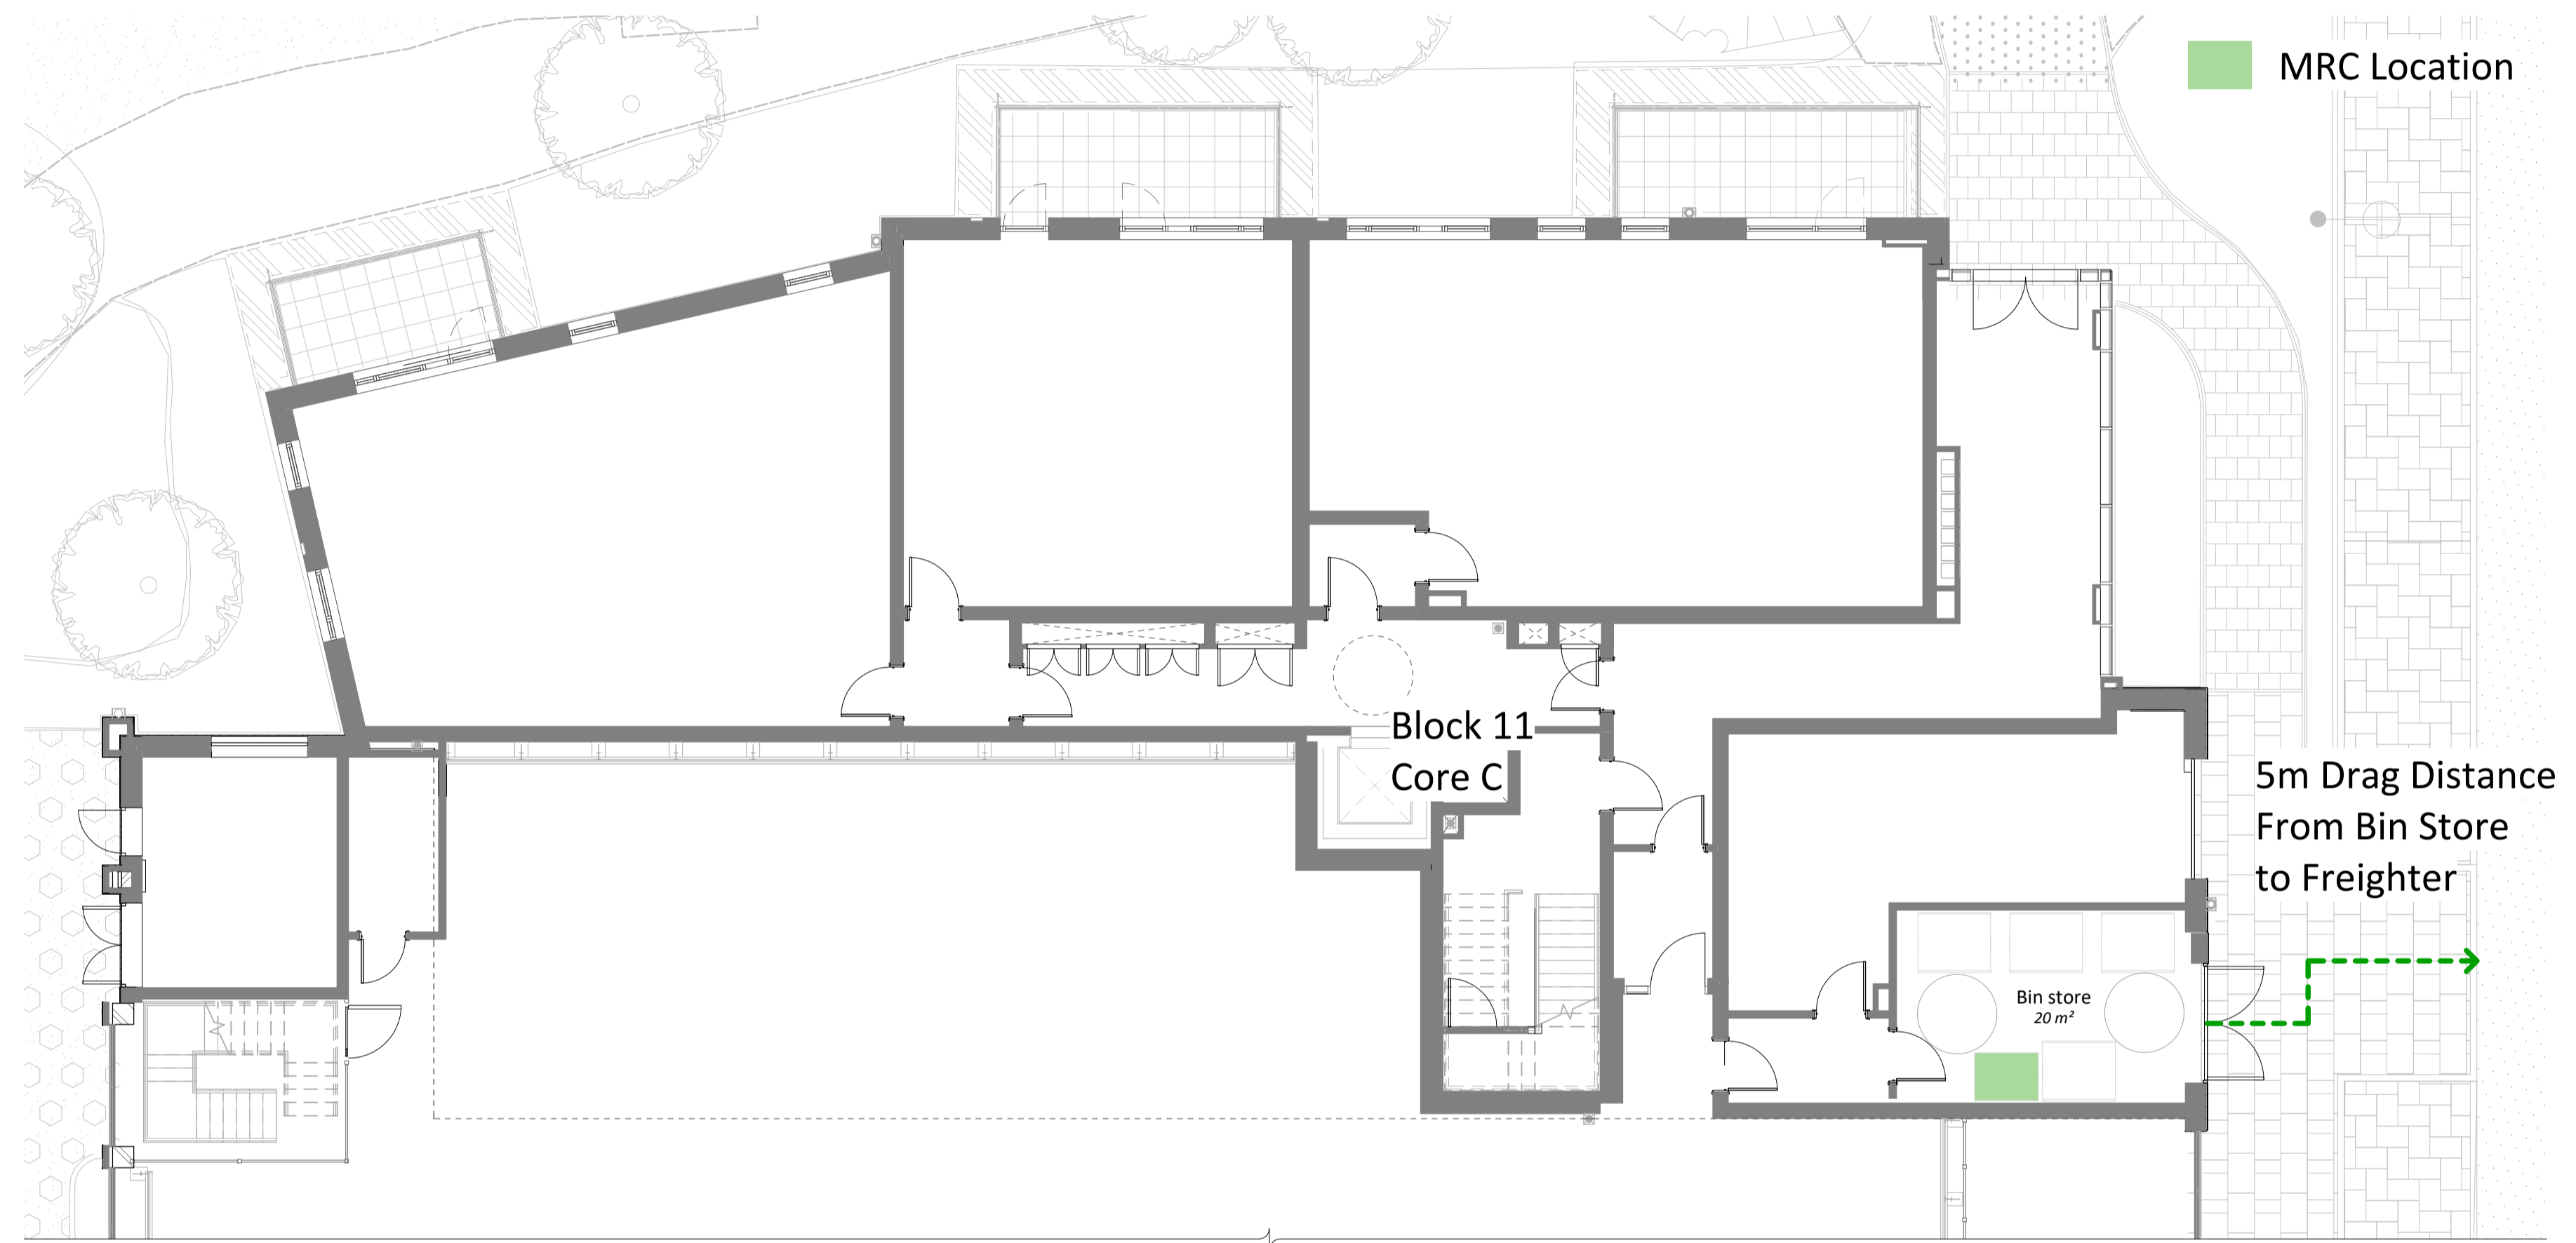 MRC Location
Block 11
Core C
5m Drag Distance
From Bin Store
to Freighter
Bin store
20 m²